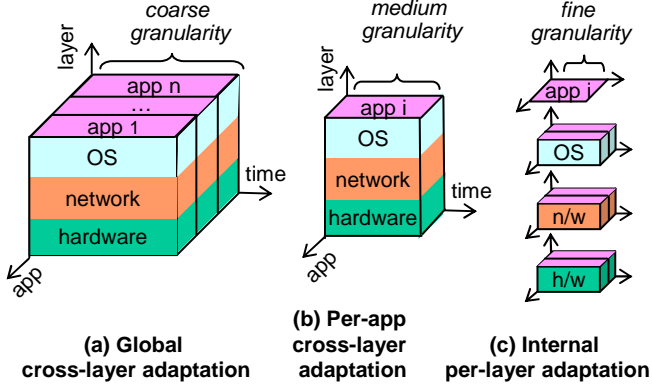 coarse
granularity
layer
app n
...
app 1
OS
network
hardware
time
app
(a) Global
cross-layer adaptation
medium
granularity
layer
app i
OS
network
hardware
time
app
(b) Per-app
cross-layer
adaptation
fine
granularity
app i
OS
n/w
h/w
(c) Internal
per-layer adaptation